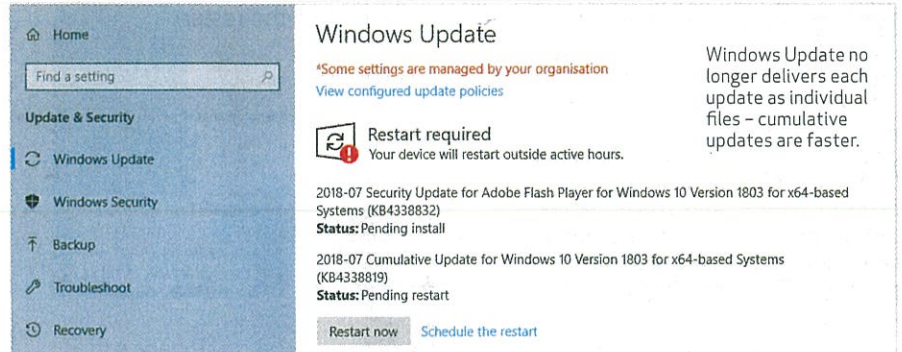 Home
Find a setting
Update & Security
Windows Update
Windows Security
Backup
Troubleshoot
Recovery
Windows Update
*Some settings are managed by your organisation
View configured update policies
Restart required
Your device will restart outside active hours.
2018-07 Security Update for Adobe Flash Player for Windows 10 Version 1803 for x64-based
Systems (KB4338832)
Status: Pending install
2018-07 Cumulative Update for Windows 10 Version 1803 for x64-based Systems
(KB4338819)
Status: Pending restart
Restart now Schedule the restart
Windows Update no
longer delivers each
update as individual
files – cumulative
updates are faster.